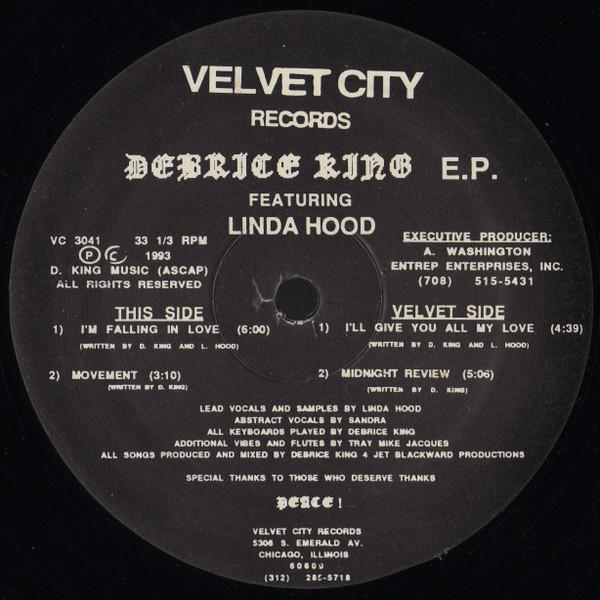 VELVET CITY
RECORDS
DEBRICE KING E.P.
FEATURING
LINDA HOOD
VC 3041 33 1/3 RPM
Ⓟ Ⓒ 1993
D. KING MUSIC (ASCAP)
ALL RIGHTS RESERVED
EXECUTIVE PRODUCER:
A. WASHINGTON
ENTREP ENTERPRISES, INC.
(708) 515-5431
THIS SIDE
1) I'M FALLING IN LOVE (6:00)
(WRITTEN BY D. KING AND L. HOOD)
2) MOVEMENT (3:10)
(WRITTEN BY D. KING)
VELVET SIDE
1) I'LL GIVE YOU ALL MY LOVE (4:39)
(WRITTEN BY D. KING AND L. HOOD)
2) MIDNIGHT REVIEW (5:06)
(WRITTEN BY D. KING)
LEAD VOCALS AND SAMPLES BY LINDA HOOD
ABSTRACT VOCALS BY SANDRA
ALL KEYBOARDS PLAYED BY DEBRICE KING
ADDITIONAL VIBES AND FLUTES BY TRAY MIKE JACQUES
ALL SONGS PRODUCED AND MIXED BY DEBRICE KING 4 JET BLACKWARD PRODUCTIONS
SPECIAL THANKS TO THOSE WHO DESERVE THANKS
PEACE!
VELVET CITY RECORDS
5306 S. EMERALD AV.
CHICAGO, ILLINOIS
60609
(312) 285-5718